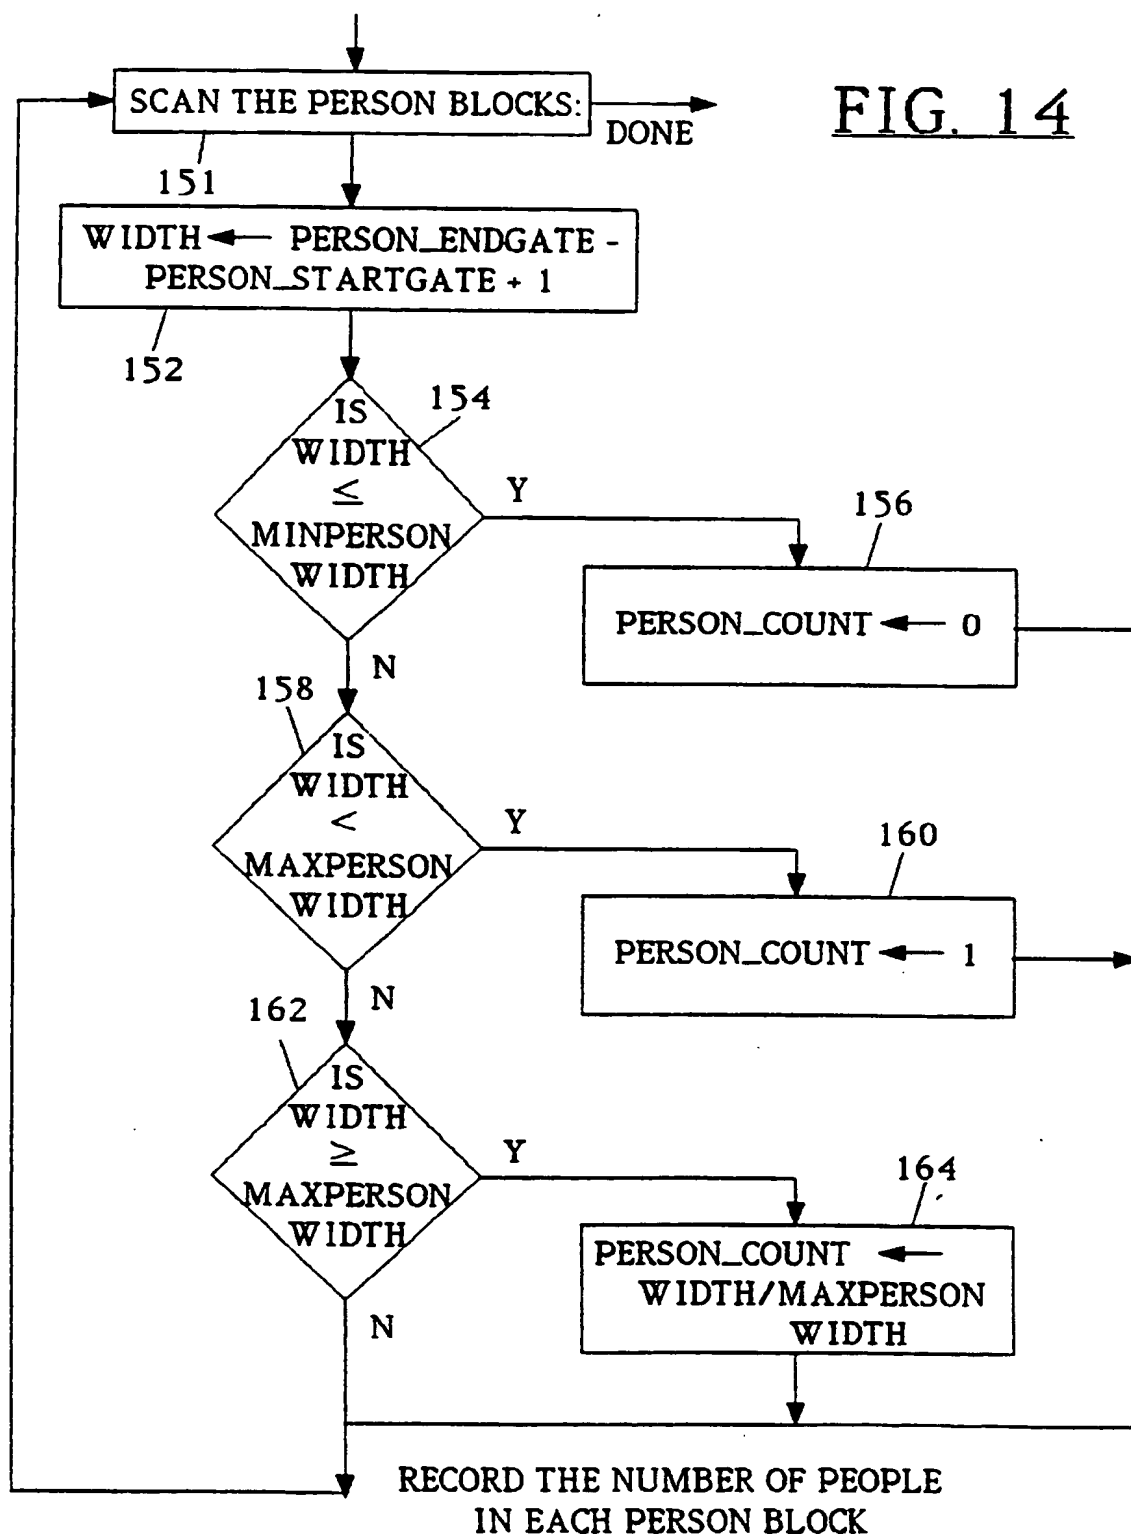 FIG. 14
SCAN THE PERSON BLOCKS:
DONE
151
WIDTH ← PERSON_ENDGATE -
PERSON_STARTGATE + 1
152
154
IS
WIDTH
≤
MINPERSON
WIDTH
Y
156
PERSON_COUNT ← 0
N
158
IS
WIDTH
<
MAXPERSON
WIDTH
Y
160
PERSON_COUNT ← 1
N
162
IS
WIDTH
≥
MAXPERSON
WIDTH
Y
164
PERSON_COUNT ←
WIDTH/MAXPERSON
WIDTH
N
RECORD THE NUMBER OF PEOPLE
IN EACH PERSON BLOCK